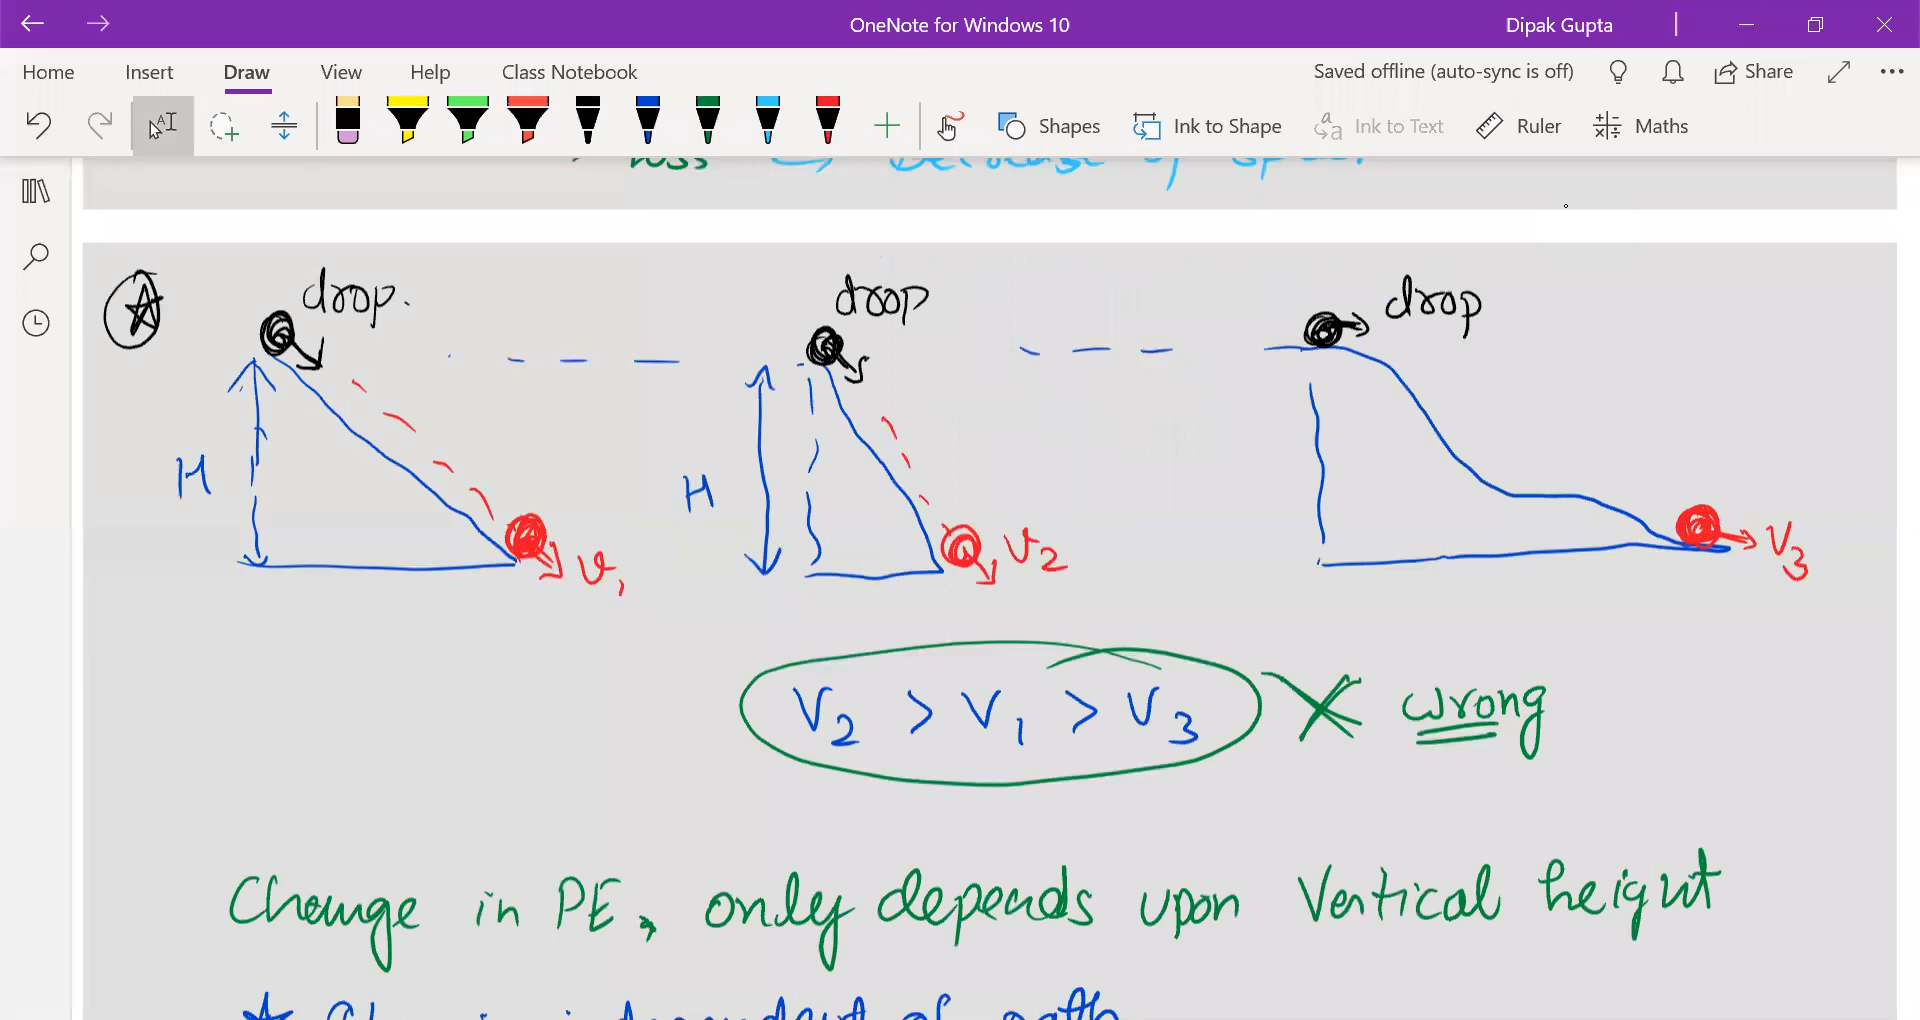 OneNote for Windows 10
Dipak Gupta
Home Insert Draw View Help Class Notebook
Saved offline (auto-sync is off) Share
Shapes Ink to Shape Ink to Text Ruler Maths
loss
drop. drop drop
H H
v1 v2 V3
V2 > V1 > V3 X wrong
Change in PE, only depends upon Vertical height
path